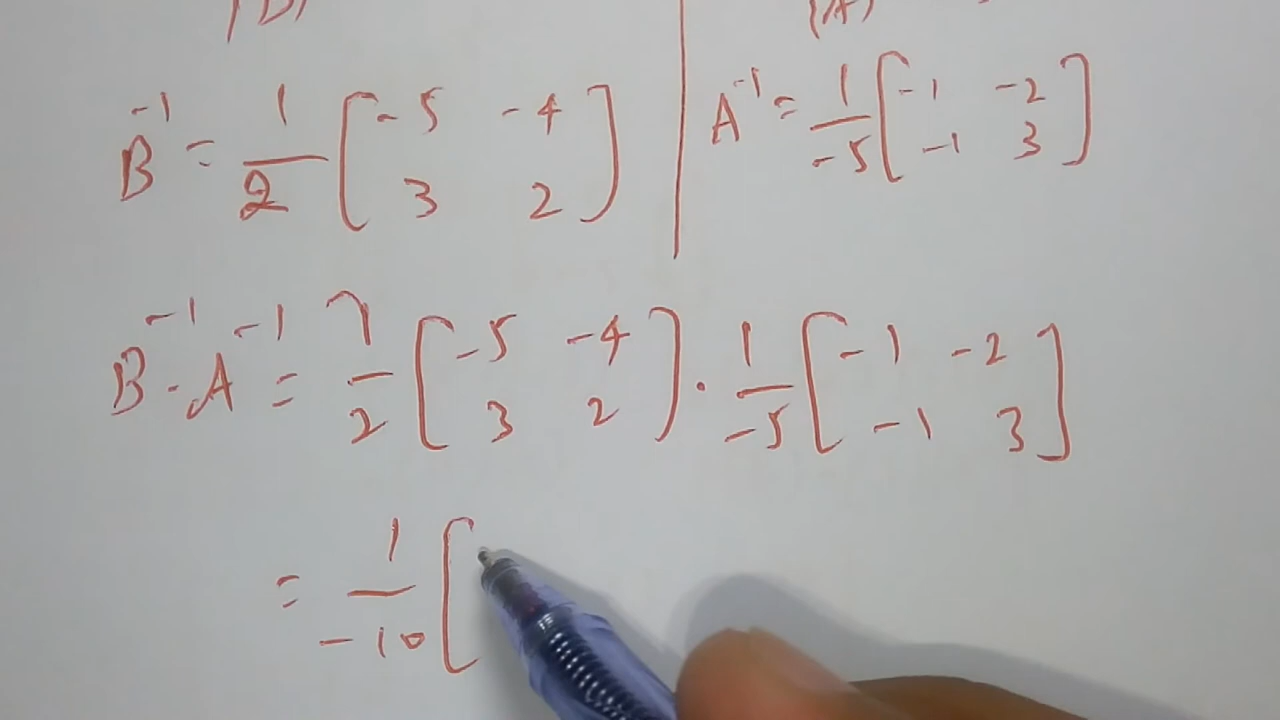 |B|
|A|
B⁻¹ = 1/2 [ -5 -4 ; 3 2 ]
A⁻¹ = 1/-5 [ -1 -2 ; -1 3 ]
B⁻¹·A⁻¹ = 1/2 [ -5 -4 ; 3 2 ] · 1/-5 [ -1 -2 ; -1 3 ]
= 1/-10 [